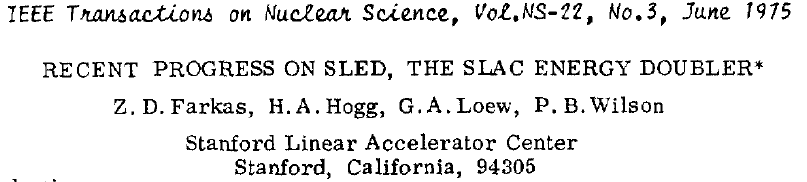 IEEE Transactions on Nuclear Science, Vol.NS-22, No.3, June 1975
RECENT PROGRESS ON SLED, THE SLAC ENERGY DOUBLER*
Z. D. Farkas, H. A. Hogg, G. A. Loew, P. B. Wilson
Stanford Linear Accelerator Center
Stanford, California, 94305